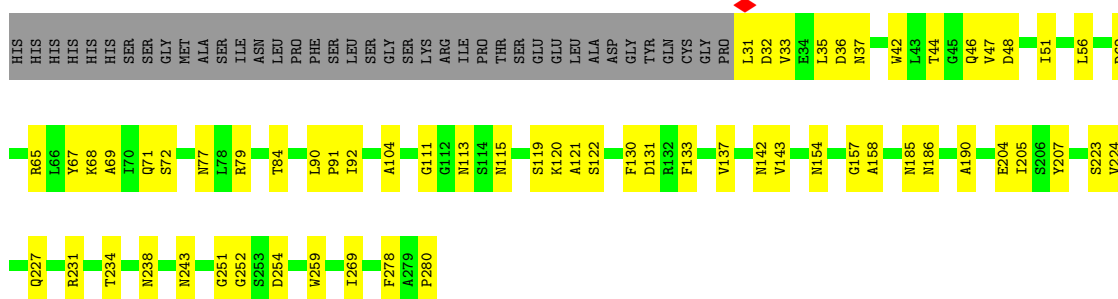 HIS HIS HIS HIS HIS HIS SER SER GLY MET ALA SER ILE ASN LEU PRO PHE SER LEU SER GLY SER LYS ARG ILE PRO THR SER GLU GLU LEU ALA ASP GLY TYR GLN CYS GLY PRO L31 D32 V33 E34 L35 D36 N37 W42 L43 T44 G45 Q46 V47 D48 I51 L56
R65 L66 Y67 K68 A69 I70 Q71 S72 N77 L78 R79 T84 L90 P91 I92 A104 G111 G112 N113 S114 N115 S119 K120 A121 S122 F130 D131 R132 F133 V137 N142 V143 N154 G157 A158 N185 N186 A190 E204 I205 S206 Y207 S223 V224
Q227 R231 T234 N238 N243 G251 G252 S253 D254 W259 I269 F278 A279 P280